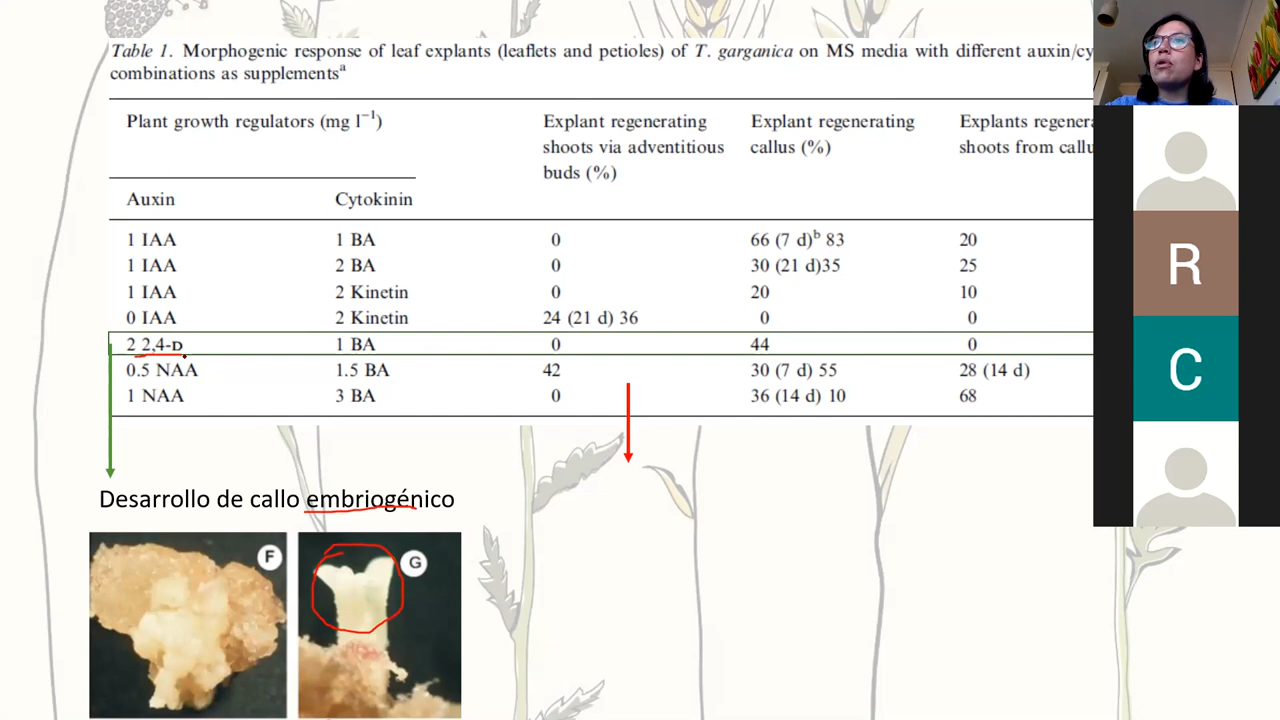 Table 1. Morphogenic response of leaf explants (leaflets and petioles) of T. garganica on MS media with different auxin/cy
combinations as supplementsᵃ
Plant growth regulators (mg l⁻¹) Explant regenerating Explant regenerating Explants regenera
shoots via adventitious callus (%) shoots from callu
buds (%)
Auxin Cytokinin
1 IAA 1 BA 0 66 (7 d)ᵇ 83 20
1 IAA 2 BA 0 30 (21 d)35 25
1 IAA 2 Kinetin 0 20 10
0 IAA 2 Kinetin 24 (21 d) 36 0 0
2 2,4-D 1 BA 0 44 0
0.5 NAA 1.5 BA 42 30 (7 d) 55 28 (14 d)
1 NAA 3 BA 0 36 (14 d) 10 68
R
C
Desarrollo de callo embriogénico
F
G